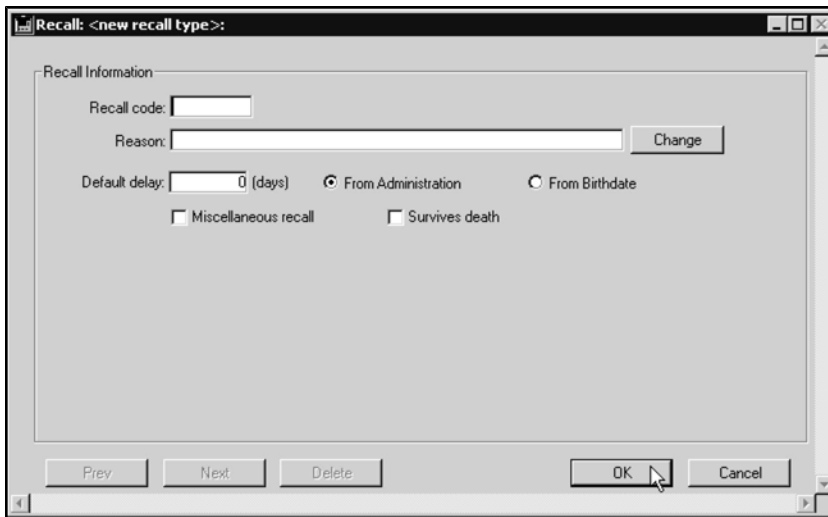 Recall: <new recall type>:
Recall Information
Recall code:
Reason: Change
Default delay: 0 (days) From Administration From Birthdate
Miscellaneous recall Survives death
Prev Next Delete OK Cancel